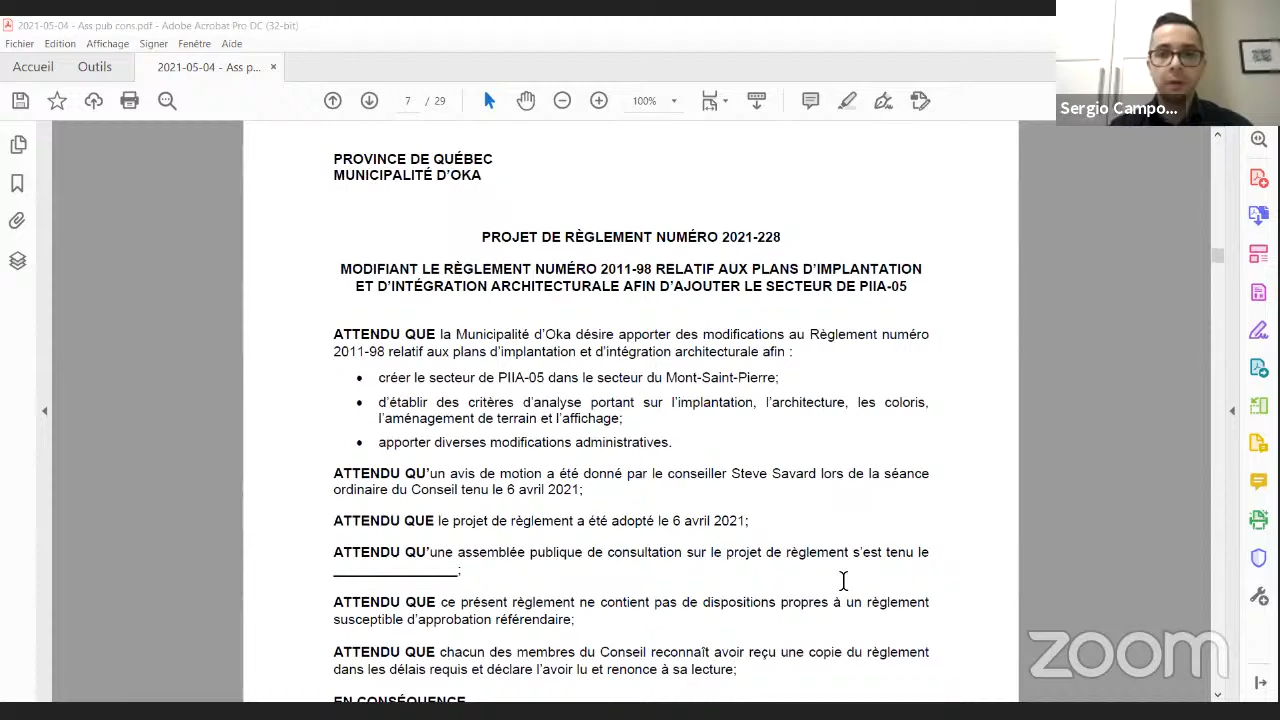 2021-05-04 - Ass pub cons.pdf - Adobe Acrobat Pro DC (32-bit)
Fichier Edition Affichage Signer Fenêtre Aide
Accueil Outils 2021-05-04 - Ass p... ×
7 / 29 100%
Sergio Campo...
PROVINCE DE QUÉBEC
MUNICIPALITÉ D'OKA
PROJET DE RÈGLEMENT NUMÉRO 2021-228
MODIFIANT LE RÈGLEMENT NUMÉRO 2011-98 RELATIF AUX PLANS D'IMPLANTATION
ET D'INTÉGRATION ARCHITECTURALE AFIN D'AJOUTER LE SECTEUR DE PIIA-05
ATTENDU QUE la Municipalité d'Oka désire apporter des modifications au Règlement numéro
2011-98 relatif aux plans d'implantation et d'intégration architecturale afin :
• créer le secteur de PIIA-05 dans le secteur du Mont-Saint-Pierre;
• d'établir des critères d'analyse portant sur l'implantation, l'architecture, les coloris,
l'aménagement de terrain et l'affichage;
• apporter diverses modifications administratives.
ATTENDU QU'un avis de motion a été donné par le conseiller Steve Savard lors de la séance
ordinaire du Conseil tenu le 6 avril 2021;
ATTENDU QUE le projet de règlement a été adopté le 6 avril 2021;
ATTENDU QU'une assemblée publique de consultation sur le projet de règlement s'est tenu le
________________;
ATTENDU QUE ce présent règlement ne contient pas de dispositions propres à un règlement
susceptible d'approbation référendaire;
ATTENDU QUE chacun des membres du Conseil reconnaît avoir reçu une copie du règlement
dans les délais requis et déclare l'avoir lu et renonce à sa lecture;
EN CONSÉQUENCE
zoom